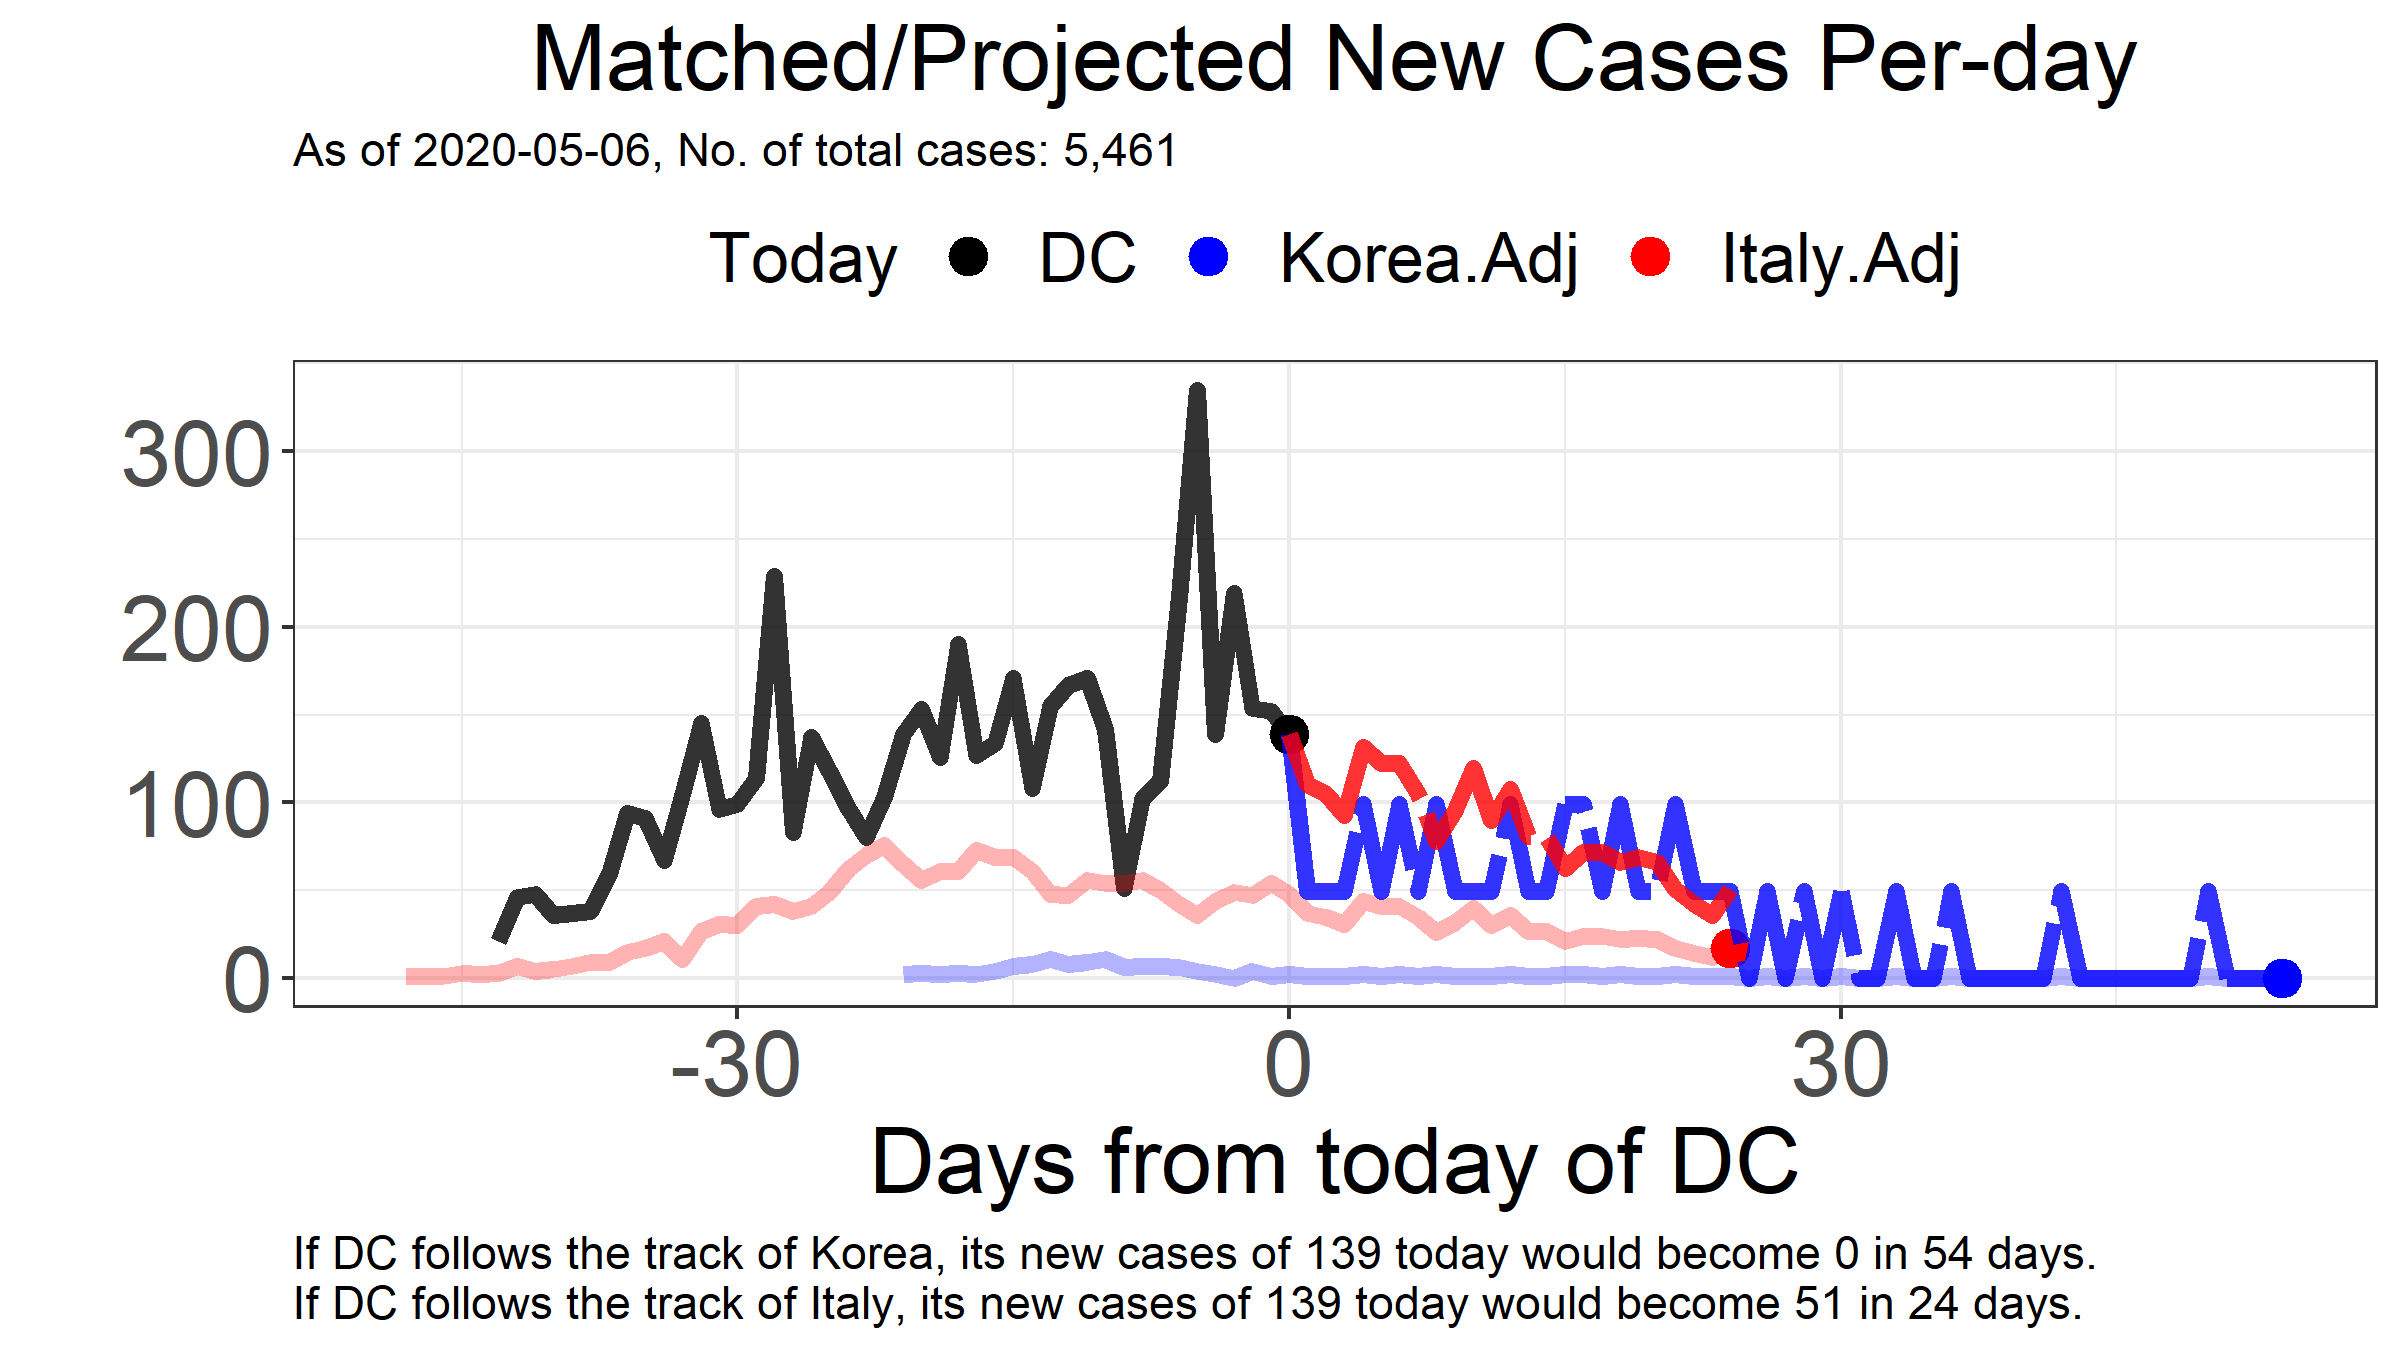 Matched/Projected New Cases Per-day
As of 2020-05-06, No. of total cases: 5,461
Today DC Korea.Adj Italy.Adj
300
200
100
0
-30 0 30
Days from today of DC
If DC follows the track of Korea, its new cases of 139 today would become 0 in 54 days.
If DC follows the track of Italy, its new cases of 139 today would become 51 in 24 days.